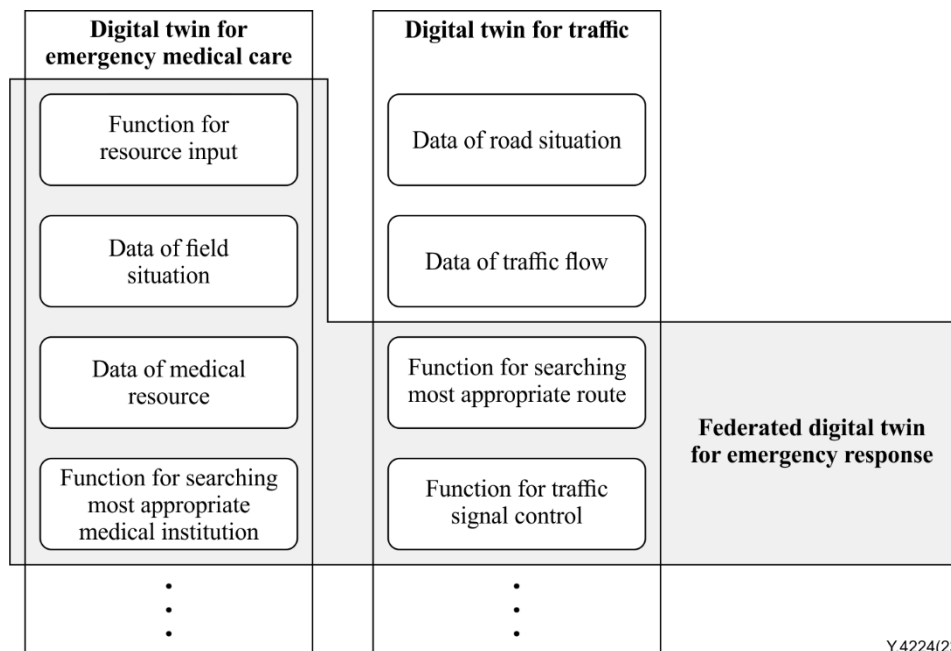 Digital twin for
emergency medical care
Function for
resource input
Data of field
situation
Data of medical
resource
Function for searching
most appropriate
medical institution
Digital twin for traffic
Data of road situation
Data of traffic flow
Function for searching
most appropriate route
Function for traffic
signal control
Federated digital twin
for emergency response
Y.4224(2